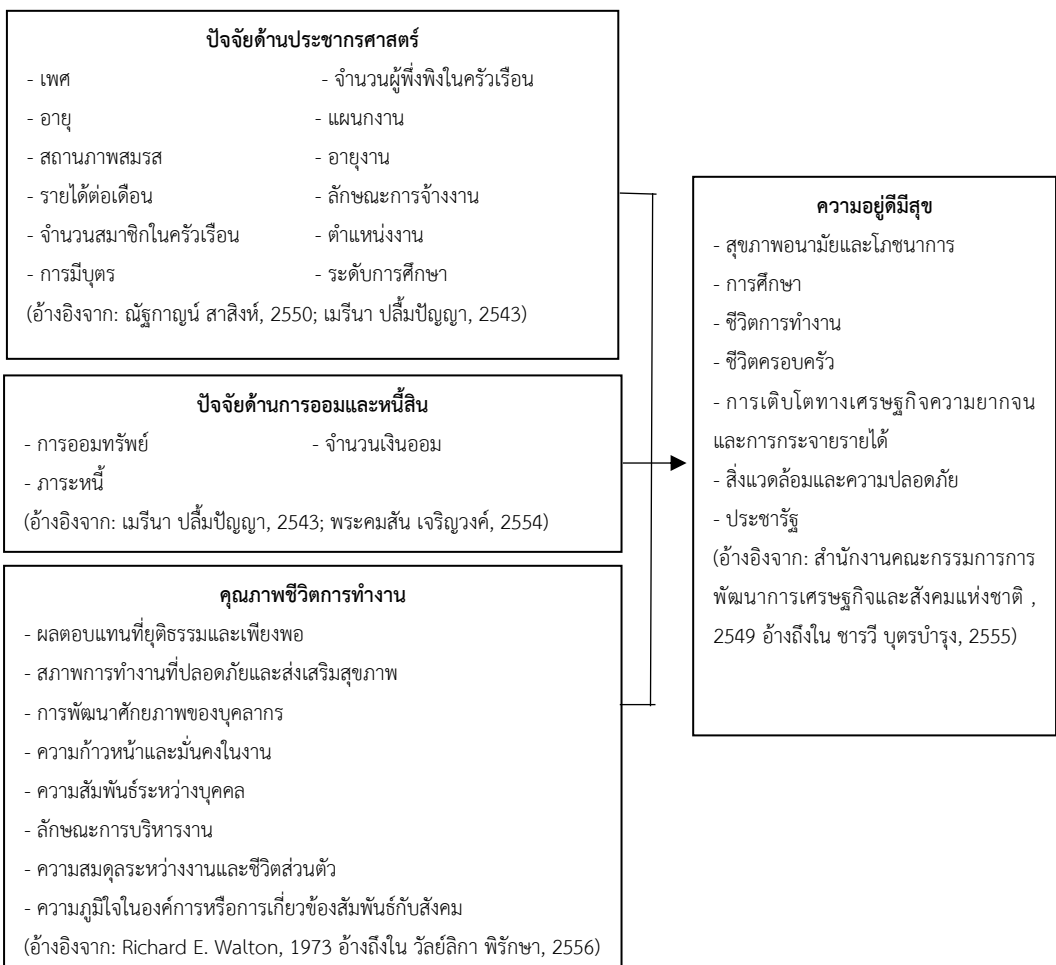 ปัจจัยด้านประชากรศาสตร์
- เพศ - จำนวนผู้พึ่งพิงในครัวเรือน
- อายุ - แผนกงาน
- สถานภาพสมรส - อายุงาน
- รายได้ต่อเดือน - ลักษณะการจ้างงาน
- จำนวนสมาชิกในครัวเรือน - ตำแหน่งงาน
- การมีบุตร - ระดับการศึกษา
(อ้างอิงจาก: ณัฐกาญน์ สาสิงห์, 2550; เมรีนา ปลื้มปัญญา, 2543)
ปัจจัยด้านการออมและหนี้สิน
- การออมทรัพย์ - จำนวนเงินออม
- ภาระหนี้
(อ้างอิงจาก: เมรีนา ปลื้มปัญญา, 2543; พระคมสัน เจริญวงค์, 2554)
คุณภาพชีวิตการทำงาน
- ผลตอบแทนที่ยุติธรรมและเพียงพอ
- สภาพการทำงานที่ปลอดภัยและส่งเสริมสุขภาพ
- การพัฒนาศักยภาพของบุคลากร
- ความก้าวหน้าและมั่นคงในงาน
- ความสัมพันธ์ระหว่างบุคคล
- ลักษณะการบริหารงาน
- ความสมดุลระหว่างงานและชีวิตส่วนตัว
- ความภูมิใจในองค์การหรือการเกี่ยวข้องสัมพันธ์กับสังคม
(อ้างอิงจาก: Richard E. Walton, 1973 อ้างถึงใน วัลย์ลิกา พิรักษา, 2556)
ความอยู่ดีมีสุข
- สุขภาพอนามัยและโภชนาการ
- การศึกษา
- ชีวิตการทำงาน
- ชีวิตครอบครัว
- การเติบโตทางเศรษฐกิจความยากจน
และการกระจายรายได้
- สิ่งแวดล้อมและความปลอดภัย
- ประชารัฐ
(อ้างอิงจาก: สำนักงานคณะกรรมการการ
พัฒนาการเศรษฐกิจและสังคมแห่งชาติ ,
2549 อ้างถึงใน ชารวี บุตรบำรุง, 2555)